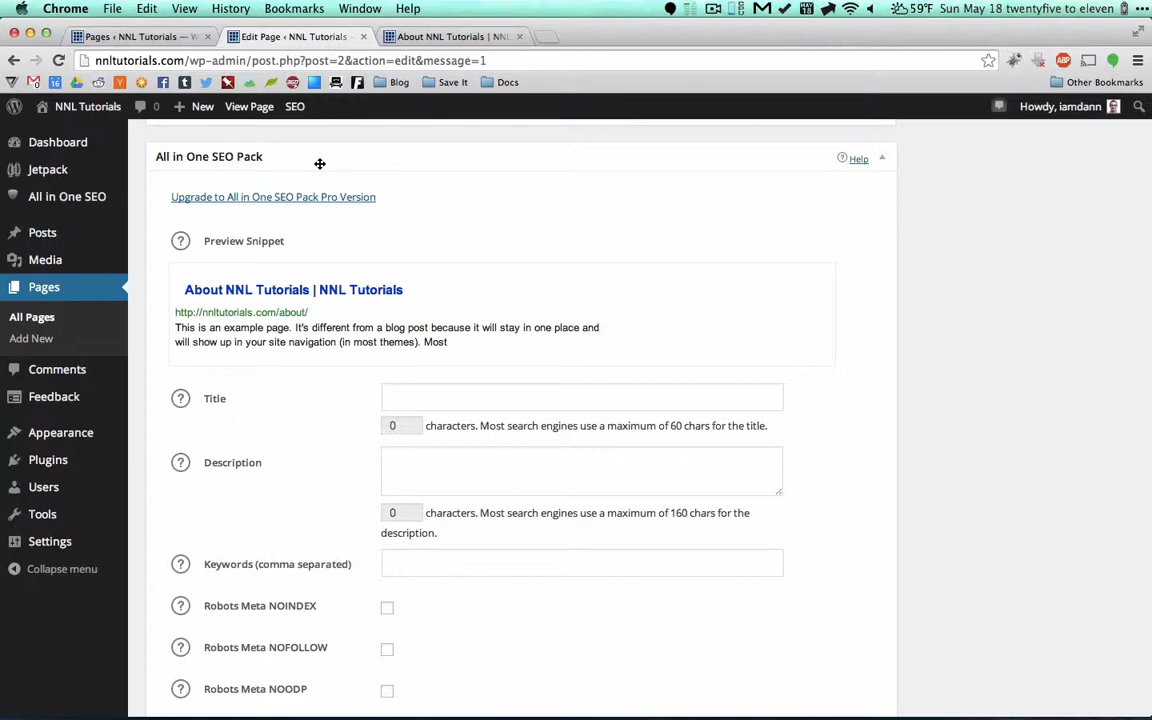 Chrome File Edit View History Bookmarks Window Help MAY 18 59°F Sun May 18 twentyfive to eleven
Pages ‹ NNL Tutorials — W × Edit Page ‹ NNL Tutorials × About NNL Tutorials | NNL ×
nnltutorials.com/wp-admin/post.php?post=2&action=edit&message=1
Blog Save It Docs Other Bookmarks
NNL Tutorials 0 + New View Page SEO Howdy, iamdann
Dashboard
Jetpack
All in One SEO
Posts
Media
Pages
All Pages
Add New
Comments
Feedback
Appearance
Plugins
Users
Tools
Settings
Collapse menu
All in One SEO Pack
? Help
Upgrade to All in One SEO Pack Pro Version
? Preview Snippet
About NNL Tutorials | NNL Tutorials
http://nnltutorials.com/about/
This is an example page. It's different from a blog post because it will stay in one place and
will show up in your site navigation (in most themes). Most
? Title
0 characters. Most search engines use a maximum of 60 chars for the title.
? Description
0 characters. Most search engines use a maximum of 160 chars for the
description.
? Keywords (comma separated)
? Robots Meta NOINDEX
? Robots Meta NOFOLLOW
? Robots Meta NOODP